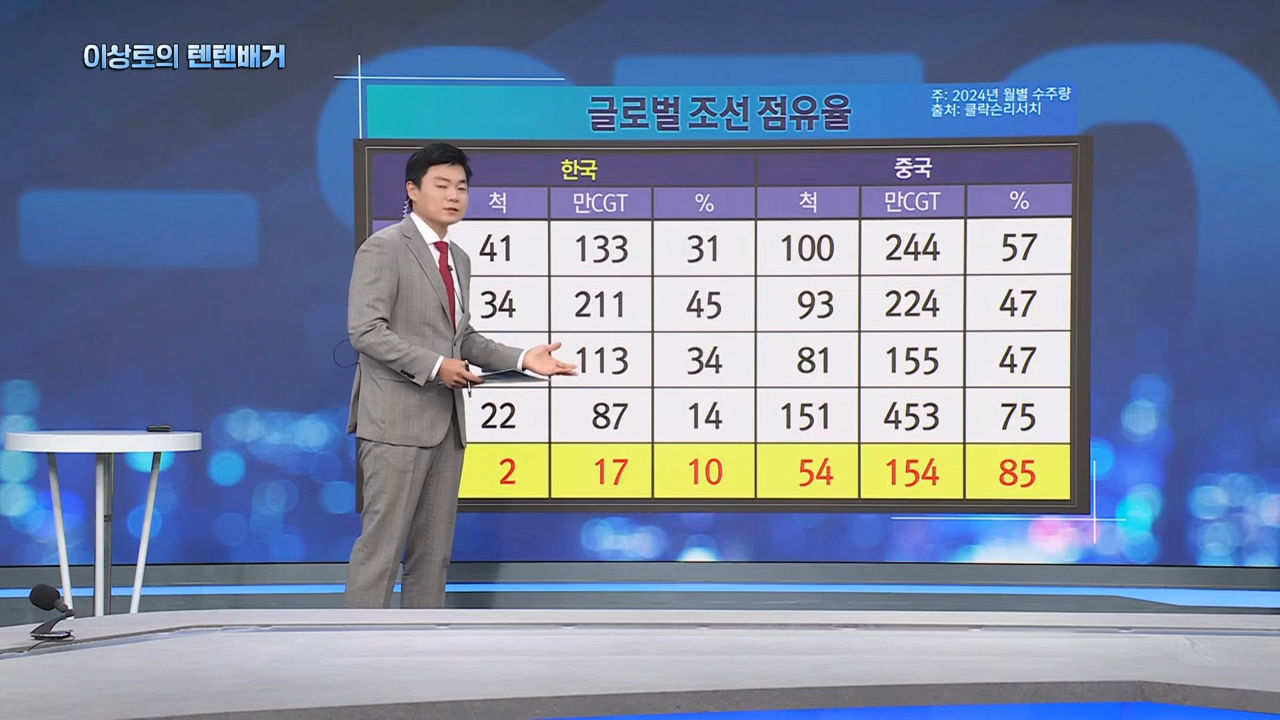 이상로의 텐텐배거
글로벌 조선 점유율
주: 2024년 월별 수주량
출처: 클락슨리서치
한국 중국
척 만CGT % 척 만CGT %
41 133 31 100 244 57
34 211 45 93 224 47
113 34 81 155 47
22 87 14 151 453 75
2 17 10 54 154 85